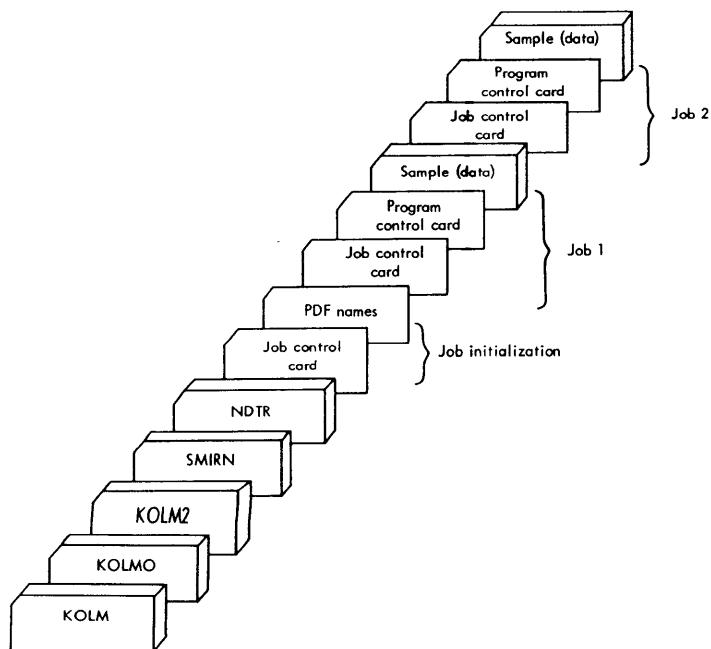 Sample (data)
Program
control card
Job 2
Job control
card
Sample (data)
Program
control card
Job 1
Job control
card
PDF names
Job control
card
Job initialization
NDTR
SMIRN
KOLM2
KOLMO
KOLM